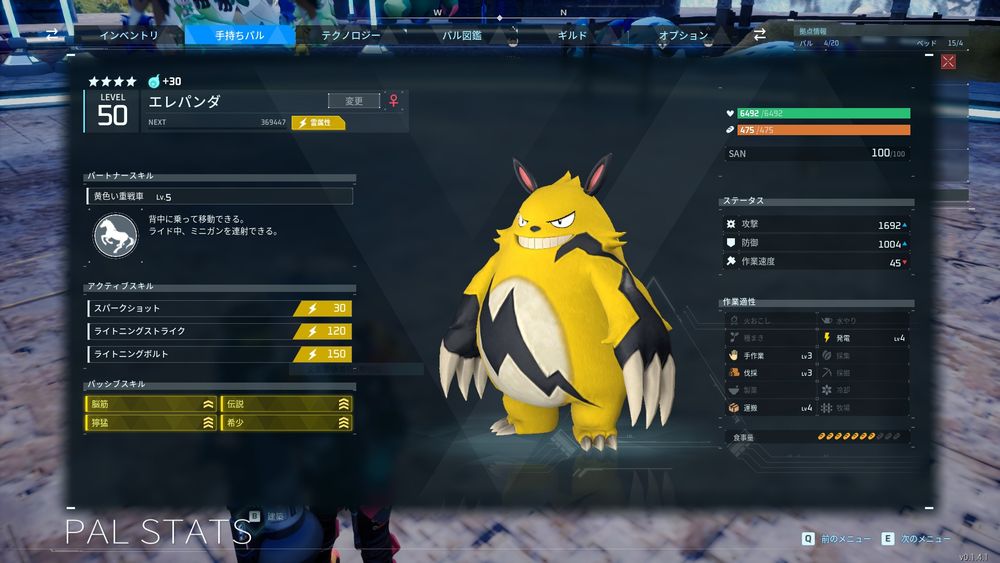 W N
インベントリ 手持ちパル テクノロジー パル図鑑 ギルド オプション
拠点情報
パル 4/20 ベッド 15/4
+30
LEVEL
50
エレパンダ
変更
NEXT 369447 雷属性
パートナースキル
黄色い重戦車 Lv.5
背中に乗って移動できる。
ライド中、ミニガンを連射できる。
アクティブスキル
スパークショット 30
ライトニングストライク 120
ライトニングボルト 150
パッシブスキル
脳筋 伝説
獰猛 希少
6492 /6492
475 /475
SAN 100/100
ステータス
攻撃 1692
防御 1004
作業速度 45
作業適性
火おこし 水やり
種まき 発電 Lv4
手作業 Lv3 採集
伐採 Lv3 採掘
製薬 冷却
運搬 Lv4 牧場
食事量
PAL STATS
B 建築
Q 前のメニュー E 次のメニュー
v0.1.4.1